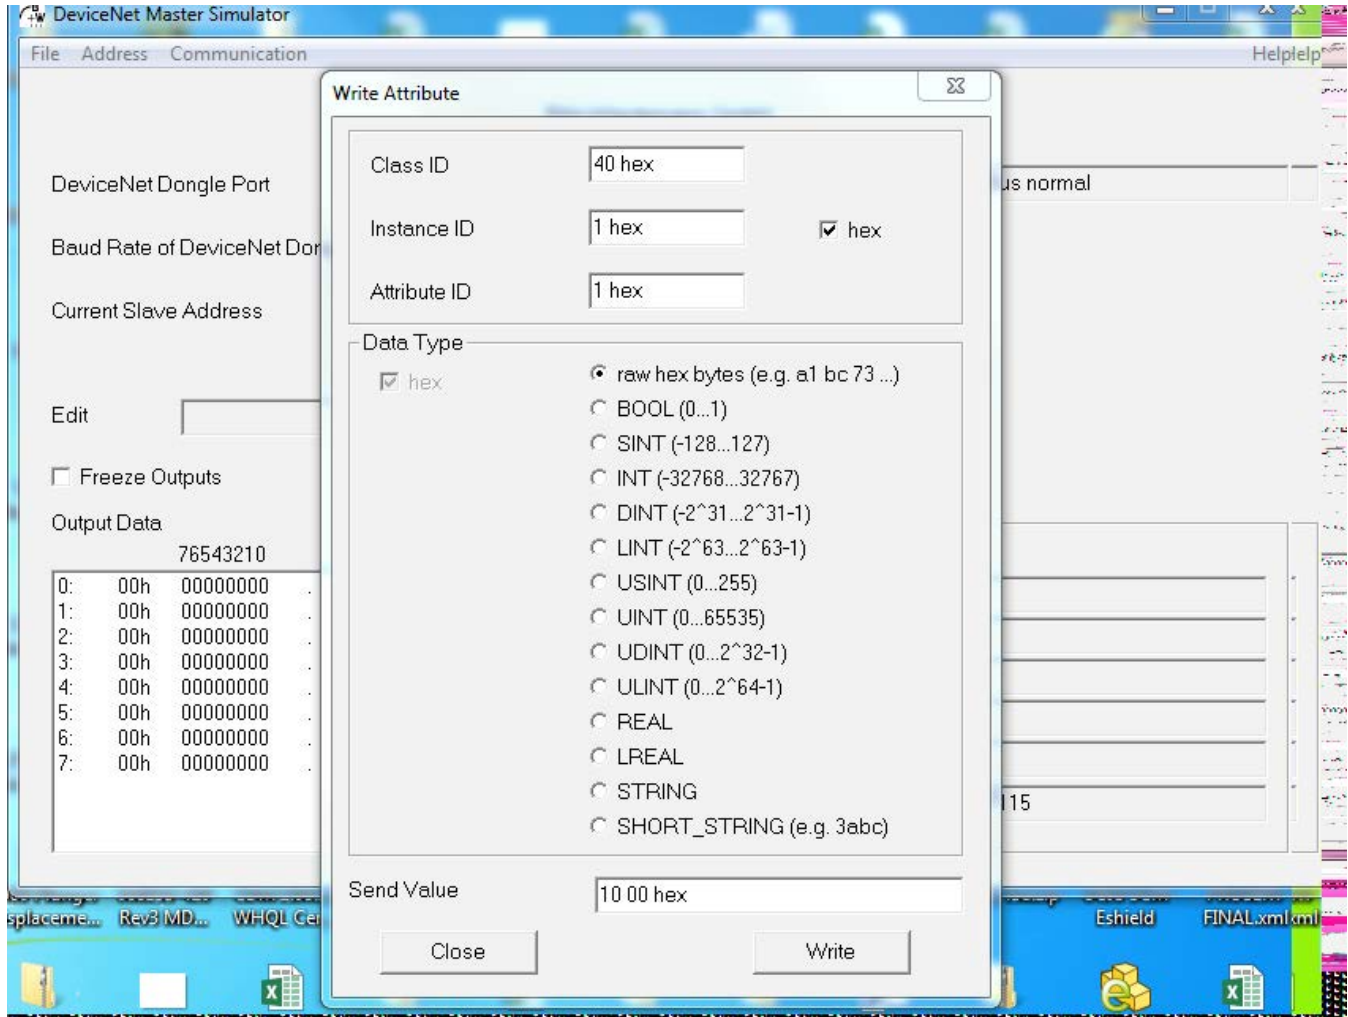 DeviceNet Master Simulator
File Address Communication
Help
Write Attribute
Class ID 40 hex
Instance ID 1 hex
hex
Attribute ID 1 hex
DeviceNet Dongle Port
us normal
Baud Rate of DeviceNet Don
Current Slave Address
Data Type
hex
raw hex bytes (e.g. a1 bc 73 ...)
BOOL (0...1)
SINT (-128...127)
INT (-32768...32767)
DINT (-2^31...2^31-1)
LINT (-2^63...2^63-1)
USINT (0...255)
UINT (0...65535)
UDINT (0...2^32-1)
ULINT (0...2^64-1)
REAL
LREAL
STRING
SHORT_STRING (e.g. 3abc)
Edit
Freeze Outputs
Output Data
76543210
0: 00h 00000000 .
1: 00h 00000000 .
2: 00h 00000000 .
3: 00h 00000000 .
4: 00h 00000000 .
5: 00h 00000000 .
6: 00h 00000000 .
7: 00h 00000000 .
115
Send Value 10 00 hex
Close Write
splaceme... Rev3 MD... WHQL Cer
Eshield FINAL.xml